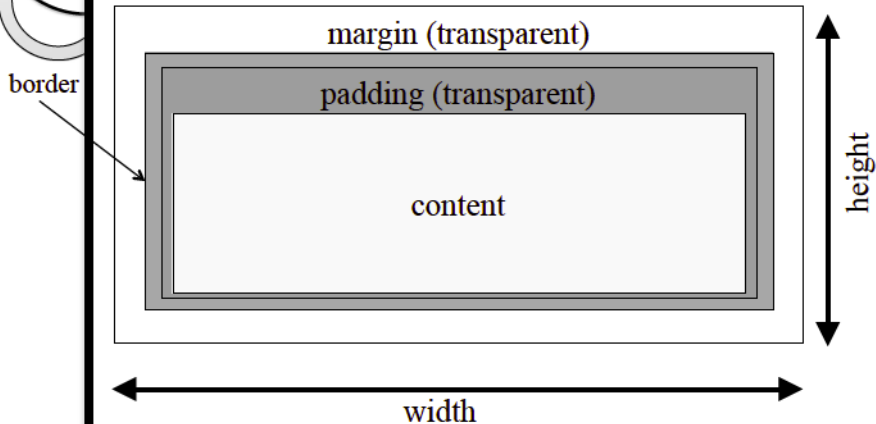 margin (transparent)
border
padding (transparent)
content
height
width